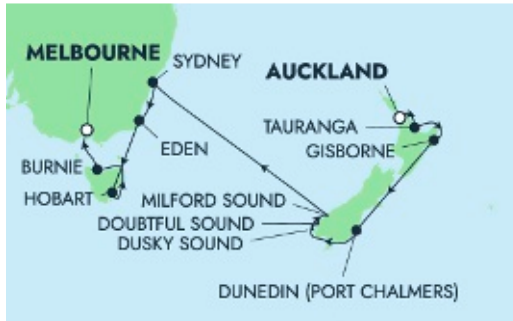 MELBOURNE
SYDNEY
AUCKLAND
TAURANGA
GISBORNE
EDEN
BURNIE
HOBART
MILFORD SOUND
DOUBTFUL SOUND
DUSKY SOUND
DUNEDIN (PORT CHALMERS)